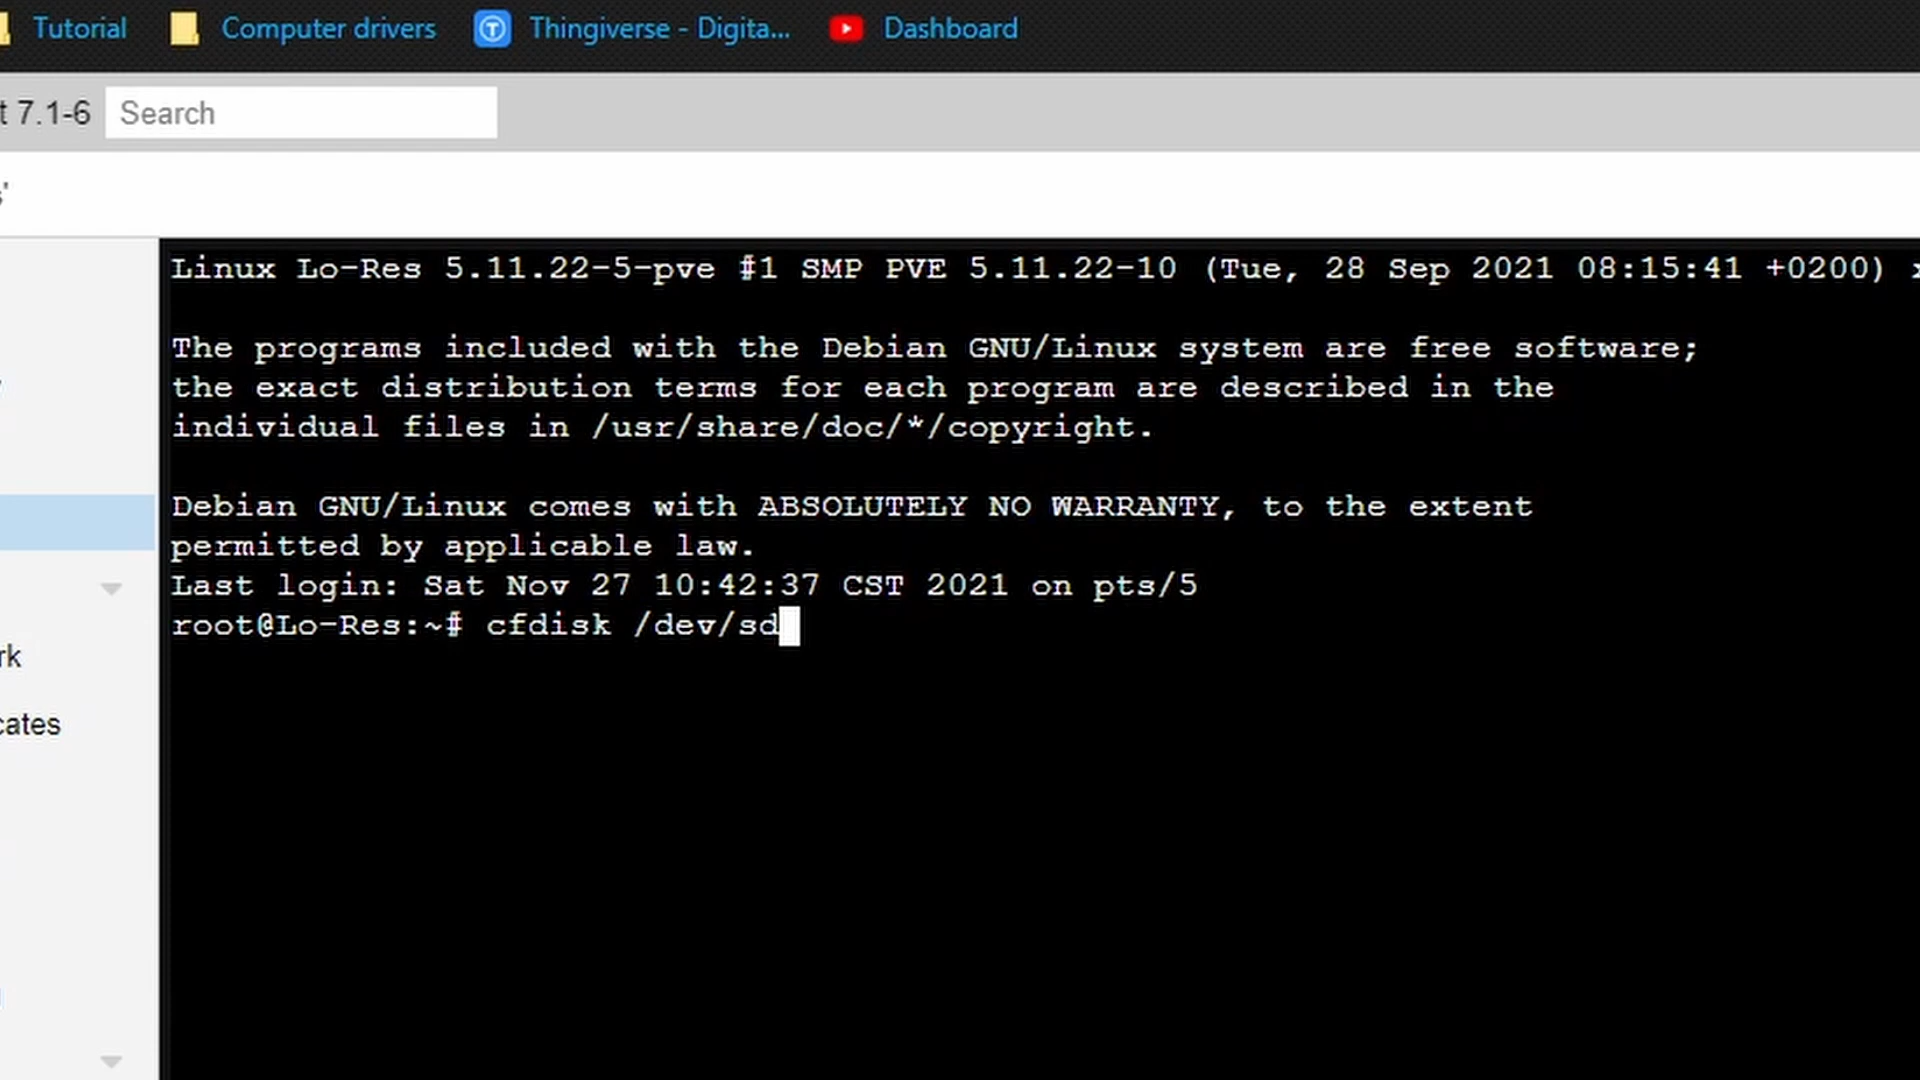 Tutorial Computer drivers Thingiverse - Digita... Dashboard
t 7.1-6 Search
s'
Linux Lo-Res 5.11.22-5-pve #1 SMP PVE 5.11.22-10 (Tue, 28 Sep 2021 08:15:41 +0200) x
The programs included with the Debian GNU/Linux system are free software;
the exact distribution terms for each program are described in the
individual files in /usr/share/doc/*/copyright.
Debian GNU/Linux comes with ABSOLUTELY NO WARRANTY, to the extent
permitted by applicable law.
Last login: Sat Nov 27 10:42:37 CST 2021 on pts/5
root@Lo-Res:~# cfdisk /dev/sd
rk
cates